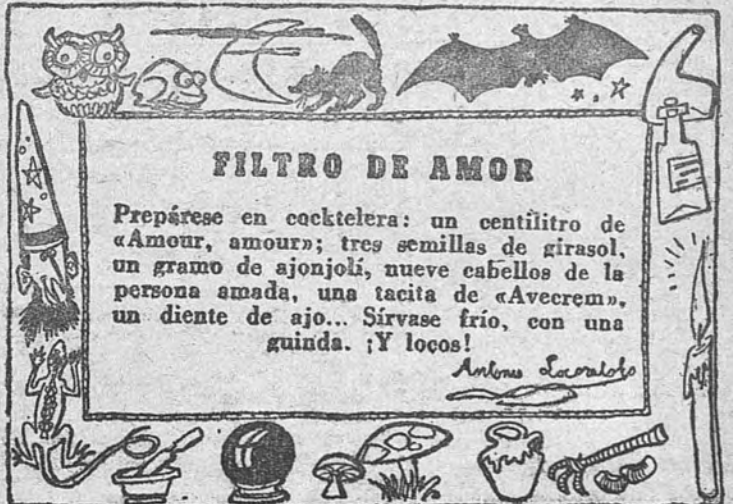 FILTRO DE AMOR
Prepárese en cocktelera: un centilitro de
«Amour, amour»; tres semillas de girasol,
un gramo de ajonjolí, nueve cabellos de la
persona amada, una tacita de «Avecrem»,
un diente de ajo... Sírvase frío, con una
guinda. ¡Y locos!
Antonio